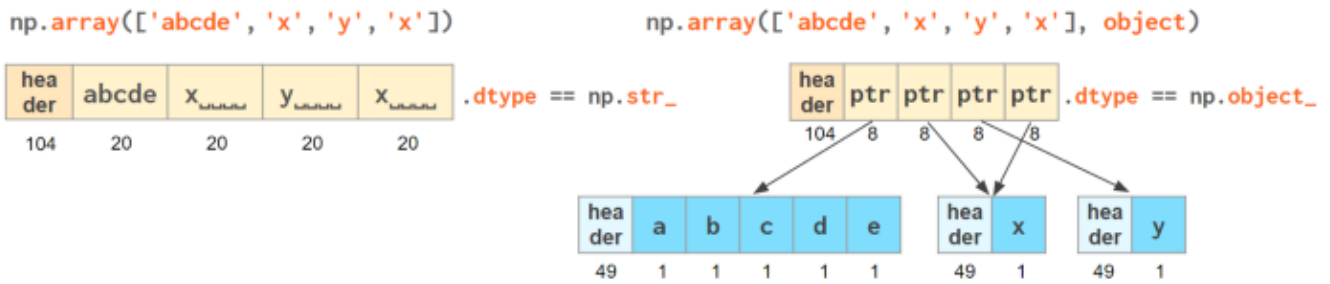 np.array(['abcde', 'x', 'y', 'x'])
np.array(['abcde', 'x', 'y', 'x'], object)
hea
der
abcde
x␣␣␣␣
y␣␣␣␣
x␣␣␣␣
.dtype == np.str_
104 20 20 20 20
hea
der
ptr ptr ptr ptr
.dtype == np.object_
104 8 8 8 8
hea
der
a b c d e
49 1 1 1 1 1
hea
der
x
49 1
hea
der
y
49 1